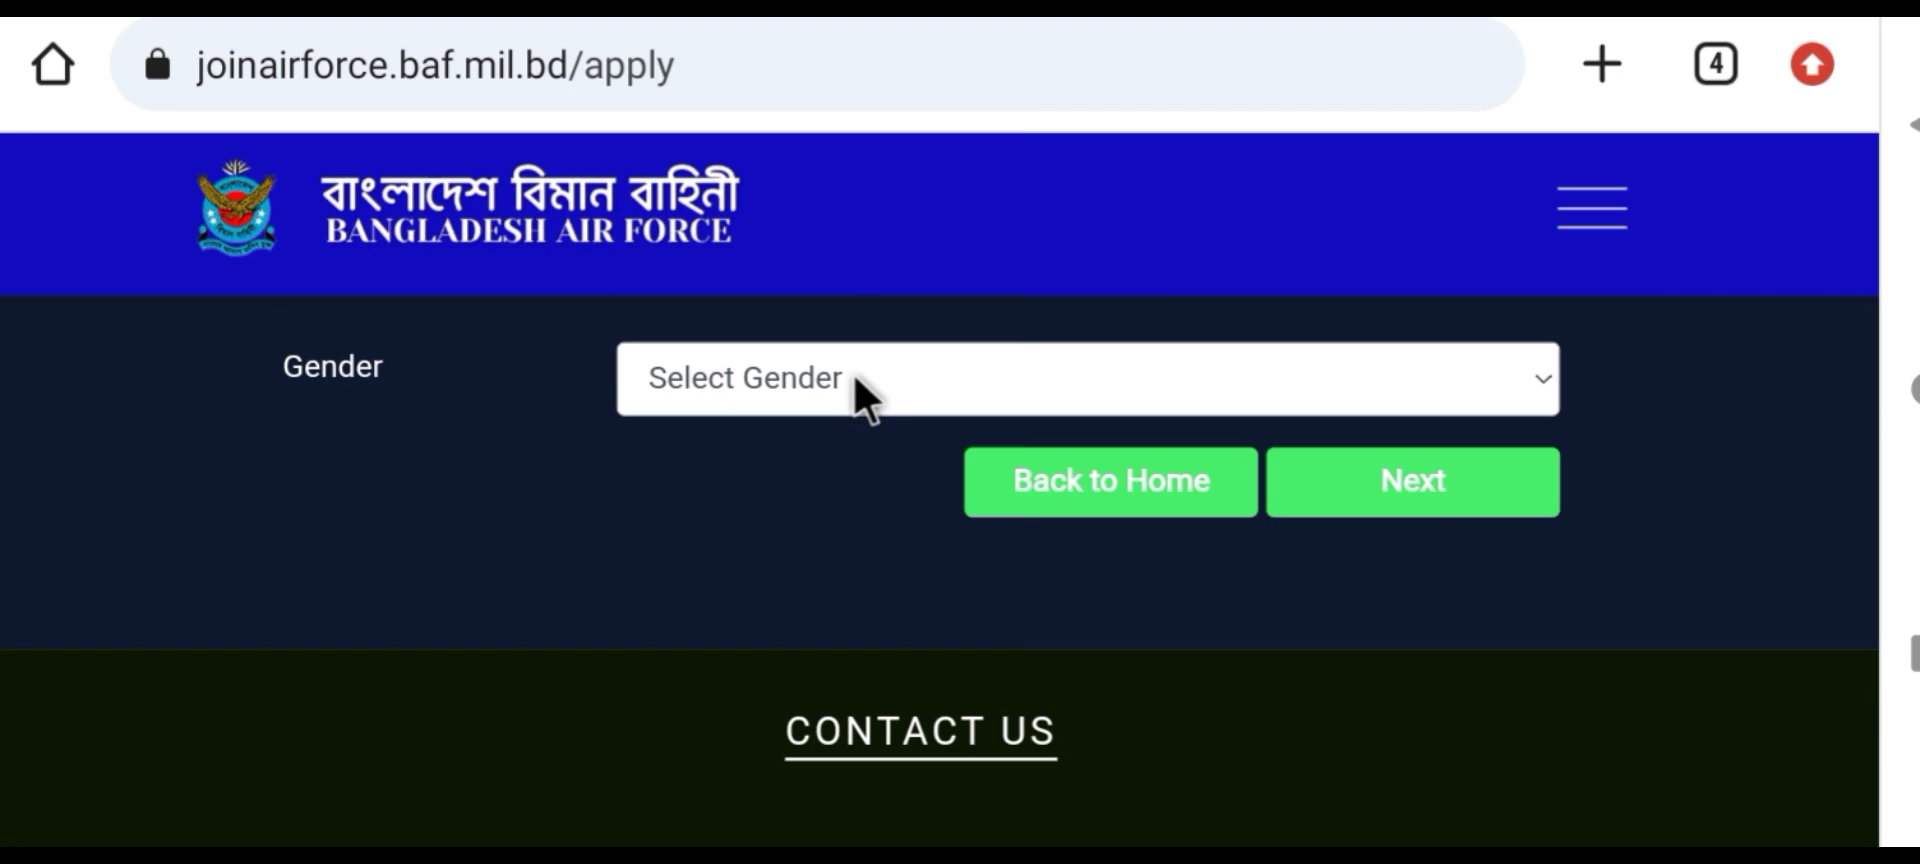 joinairforce.baf.mil.bd/apply
4
বাংলাদেশ বিমান বাহিনী
BANGLADESH AIR FORCE
Gender
Select Gender
Back to Home
Next
CONTACT US